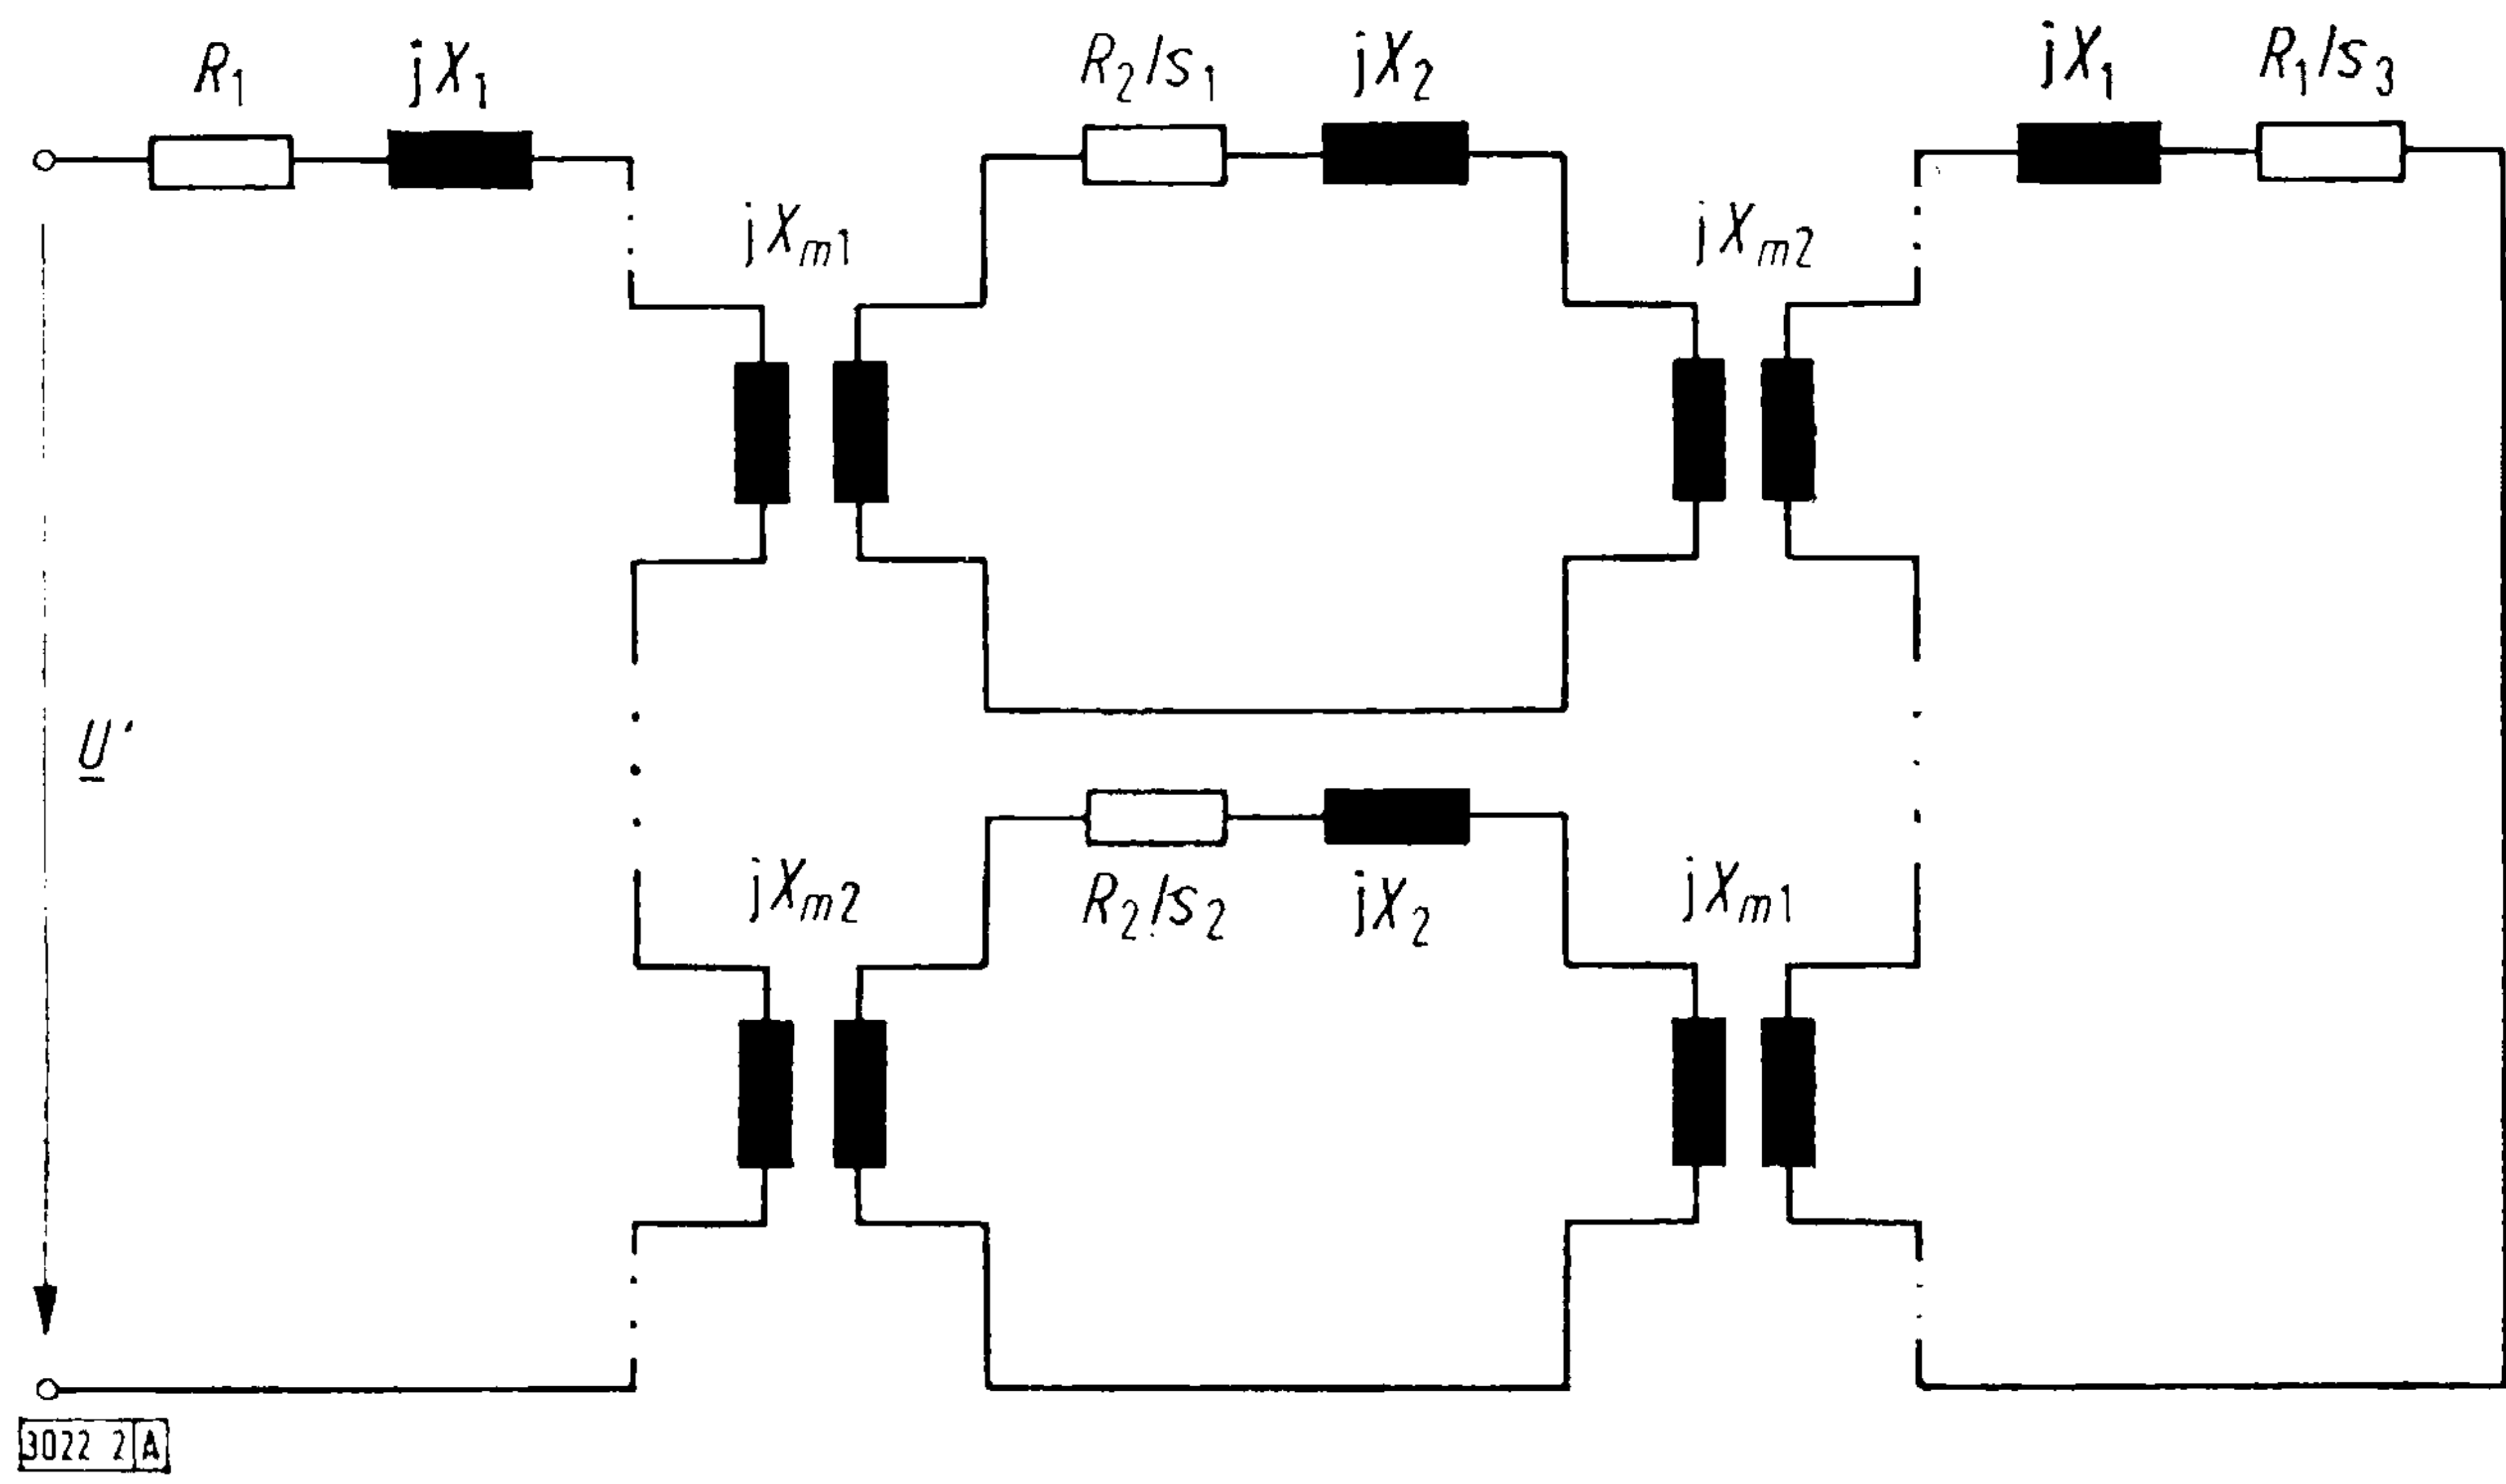 R₁
jX₁
R₂/s₁
jX₂
jX₁
R₁/s₃
jXₘ₁
jXₘ₂
U'
jXₘ₂
R₂/s₂
jX₂
jXₘ₁
3022 2 A